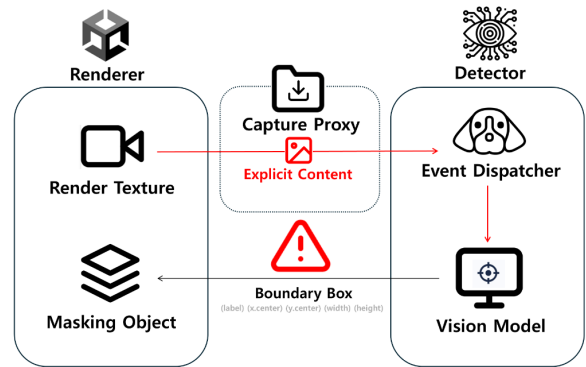 Renderer
Detector
Capture Proxy
Render Texture
Explicit Content
Event Dispatcher
Boundary Box
(label) (x.center) (y.center) (width) (height)
Masking Object
Vision Model